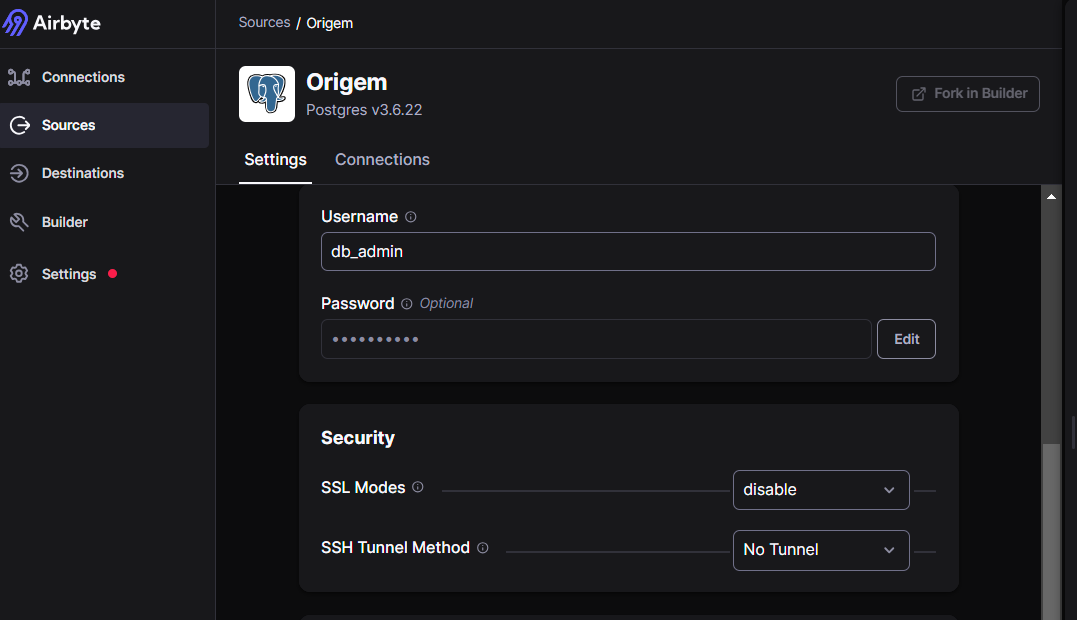 Airbyte
Sources / Origem
Connections
Sources
Destinations
Builder
Settings
Origem
Postgres v3.6.22
Fork in Builder
Settings
Connections
Username
db_admin
Password Optional
••••••••••
Edit
Security
SSL Modes
disable
SSH Tunnel Method
No Tunnel